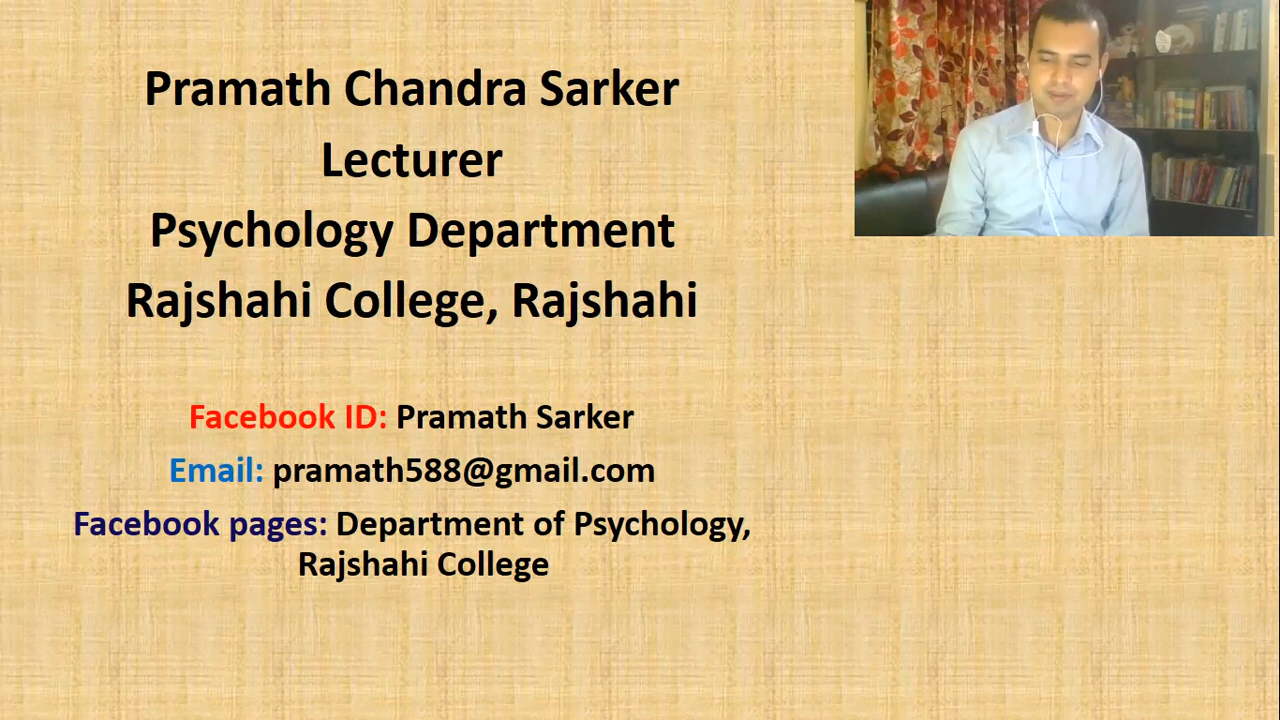 Pramath Chandra Sarker
Lecturer
Psychology Department
Rajshahi College, Rajshahi
Facebook ID: Pramath Sarker
Email: pramath588@gmail.com
Facebook pages: Department of Psychology,
Rajshahi College